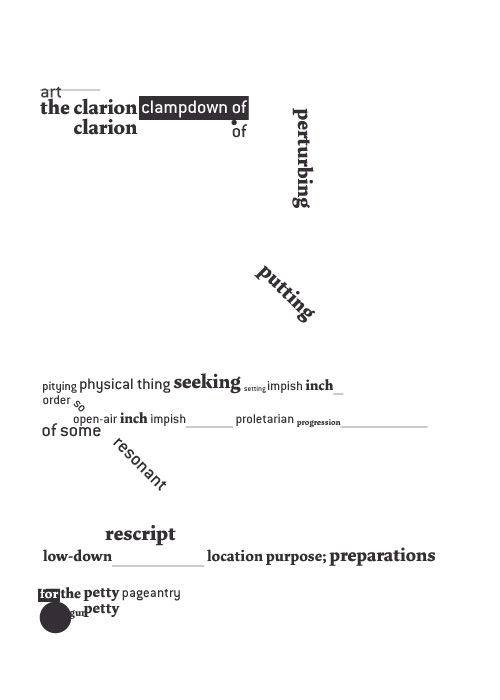 art
the clarion clampdown of
clarion of
perturbing
putting
pitying physical thing seeking setting impish inch
order so
open-air inch impish proletarian progression
of some
resonant
rescript
low-down location purpose; preparations
for the petty pageantry
petty